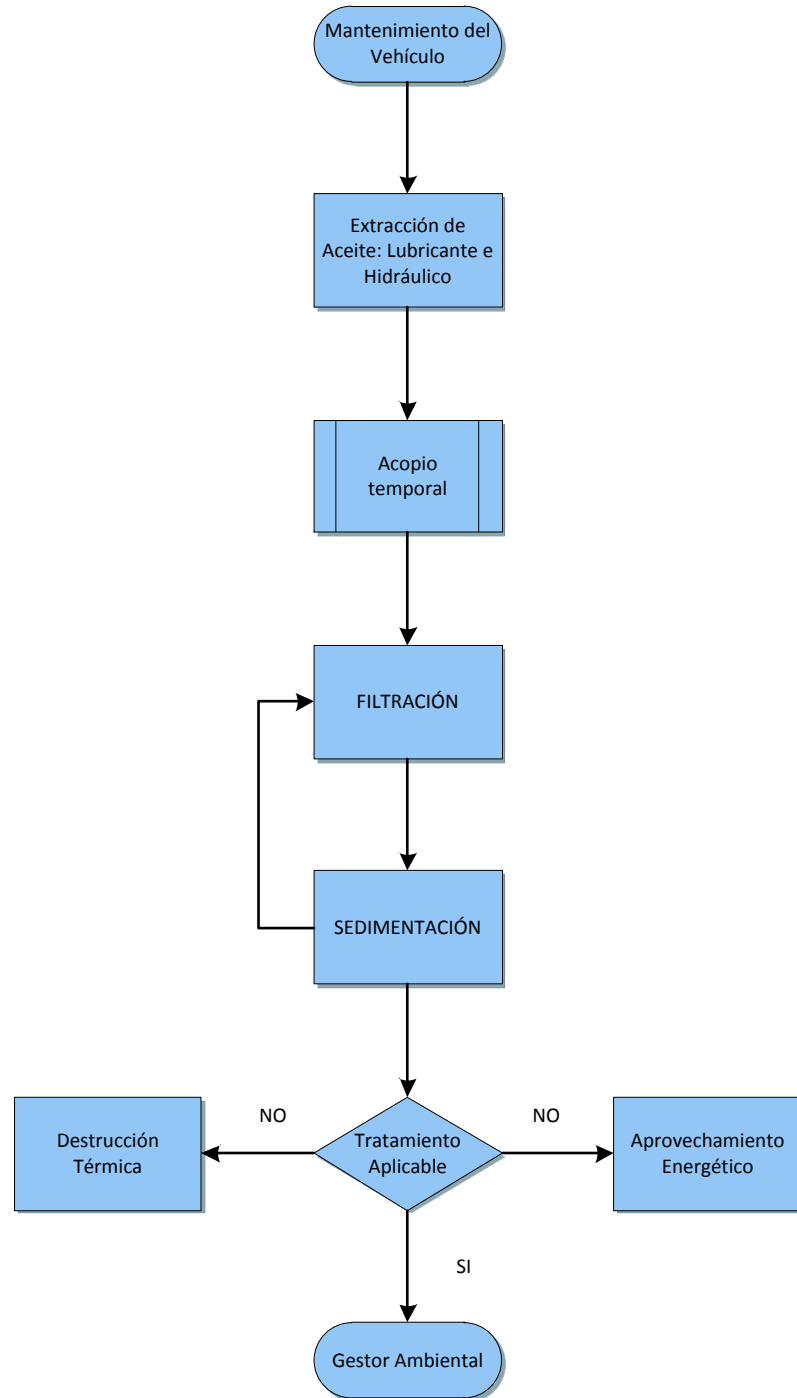 Mantenimiento del
Vehículo
Extracción de
Aceite: Lubricante e
Hidráulico
Acopio
temporal
FILTRACIÓN
SEDIMENTACIÓN
NO
NO
Destrucción
Térmica
Tratamiento
Aplicable
Aprovechamiento
Energético
SI
Gestor Ambiental